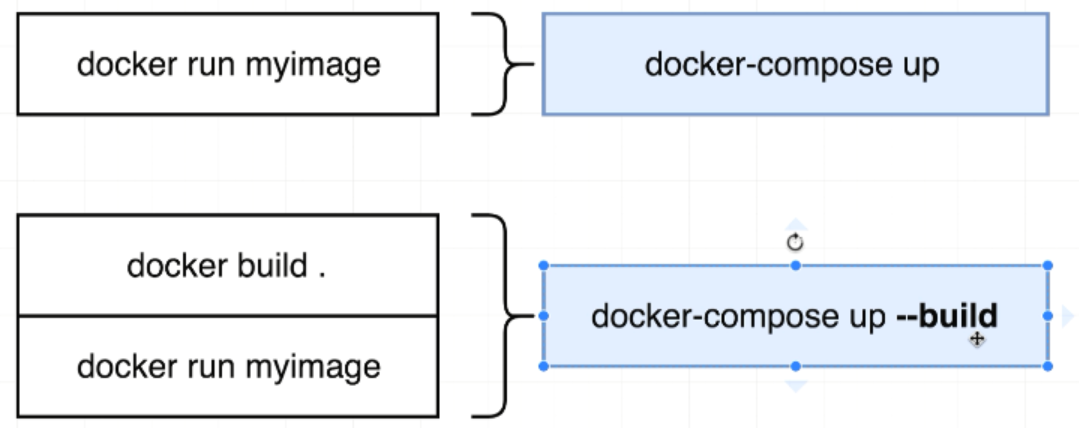 docker run myimage
docker-compose up
docker build .
docker run myimage
docker-compose up --build